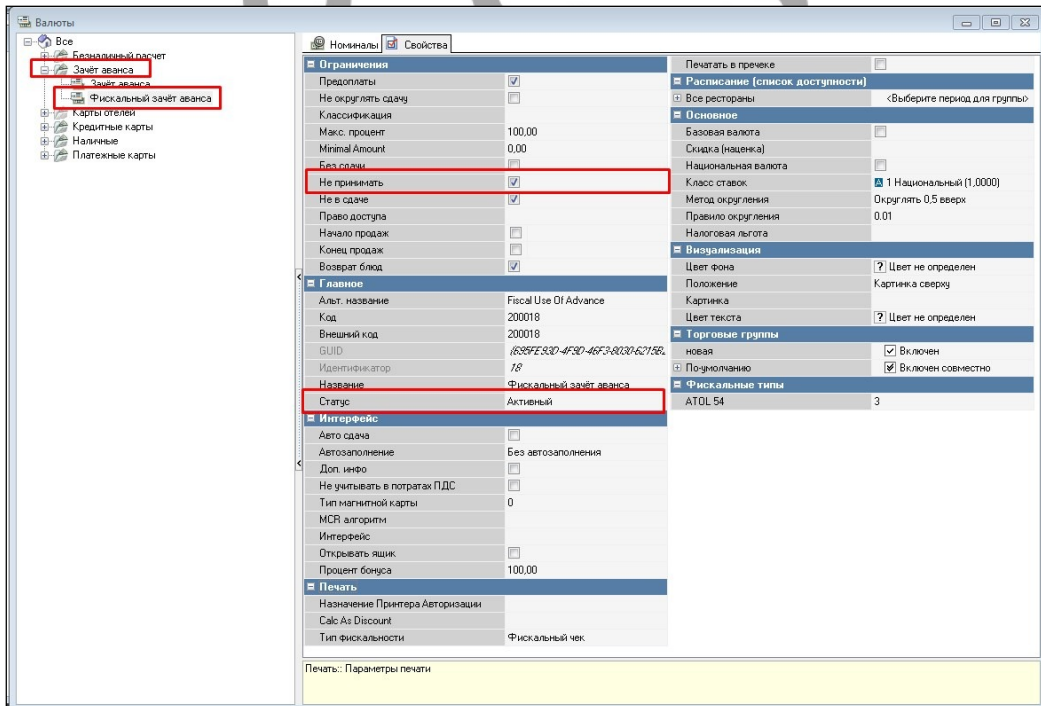 Валюты
Все
Безналичный расчет
Зачёт аванса
Зачёт аванса
Фискальный зачёт аванса
Карты отелей
Кредитные карты
Наличные
Платежные карты
Номиналы Свойства
Ограничения
Предоплаты
Не округлять сдачу
Классификация
Макс. процент 100,00
Minimal Amount 0,00
Без сдачи
Не принимать
Не в сдаче
Право доступа
Начало продаж
Конец продаж
Возврат блюд
Главное
Альт. название Fiscal Use Of Advance
Код 200018
Внешний код 200018
GUID
Идентификатор 18
Название Фискальный зачёт аванса
Статус Активный
Интерфейс
Авто сдача
Автозаполнение Без автозаполнения
Доп. инфо
Не учитывать в потратах ПДС
Тип магнитной карты 0
MCR алгоритм
Интерфейс
Открывать ящик
Процент бонуса 100,00
Печать
Назначение Принтера Авторизации
Calc As Discount
Тип фискальности Фискальный чек
Печатать в пречеке
Расписание (список доступности)
Все рестораны <Выберите период для группы>
Основное
Базовая валюта
Скидка (наценка)
Национальная валюта
Класс ставок 1 Национальный (1,0000)
Метод округления Округлять 0,5 вверх
Правило округления 0.01
Налоговая льгота
Визуализация
Цвет фона ? Цвет не определен
Положение Картинка сверху
Картинка
Цвет текста ? Цвет не определен
Торговые группы
новая Включен
По-умолчанию Включен совместно
Фискальные типы
ATOL 54 3
Печать:: Параметры печати